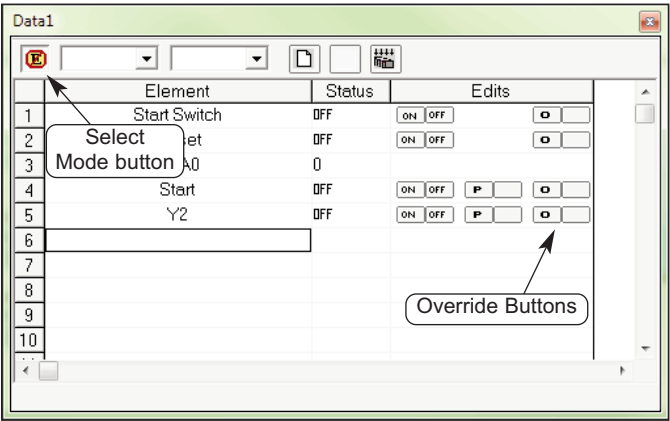 Data1
E
Element Status Edits
1 Start Switch OFF ON OFF O
2 set OFF ON OFF O
3 A0 0
4 Start OFF ON OFF P O
5 Y2 OFF ON OFF P O
6
7
8
9
10
Select
Mode button
Override Buttons